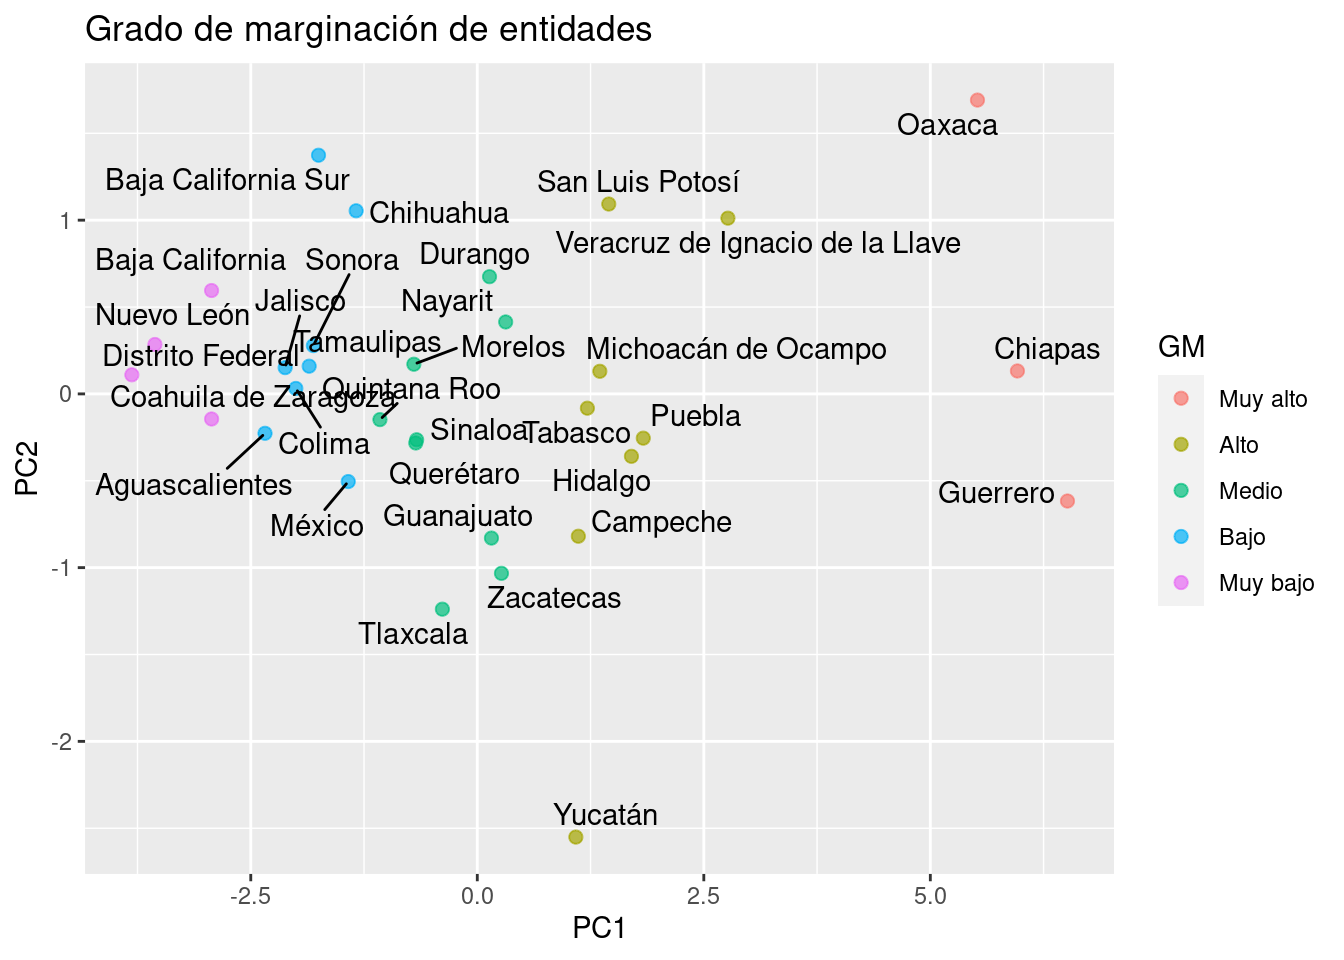 Grado de marginación de entidades
Oaxaca
Baja California Sur
San Luis Potosí
Chihuahua
Veracruz de Ignacio de la Llave
Durango
Baja California
Sonora
Jalisco
Nayarit
Nuevo León
Tamaulipas
Morelos
Michoacán de Ocampo
Chiapas
Distrito Federal
Quintana Roo
Coahuila de Zaragoza
Puebla
Sinaloa
Tabasco
Colima
Querétaro
Hidalgo
Aguascalientes
Guerrero
Guanajuato
Campeche
México
Zacatecas
Tlaxcala
Yucatán
1
0
-1
-2
PC2
-2.5
0.0
2.5
5.0
PC1
GM
Muy alto
Alto
Medio
Bajo
Muy bajo